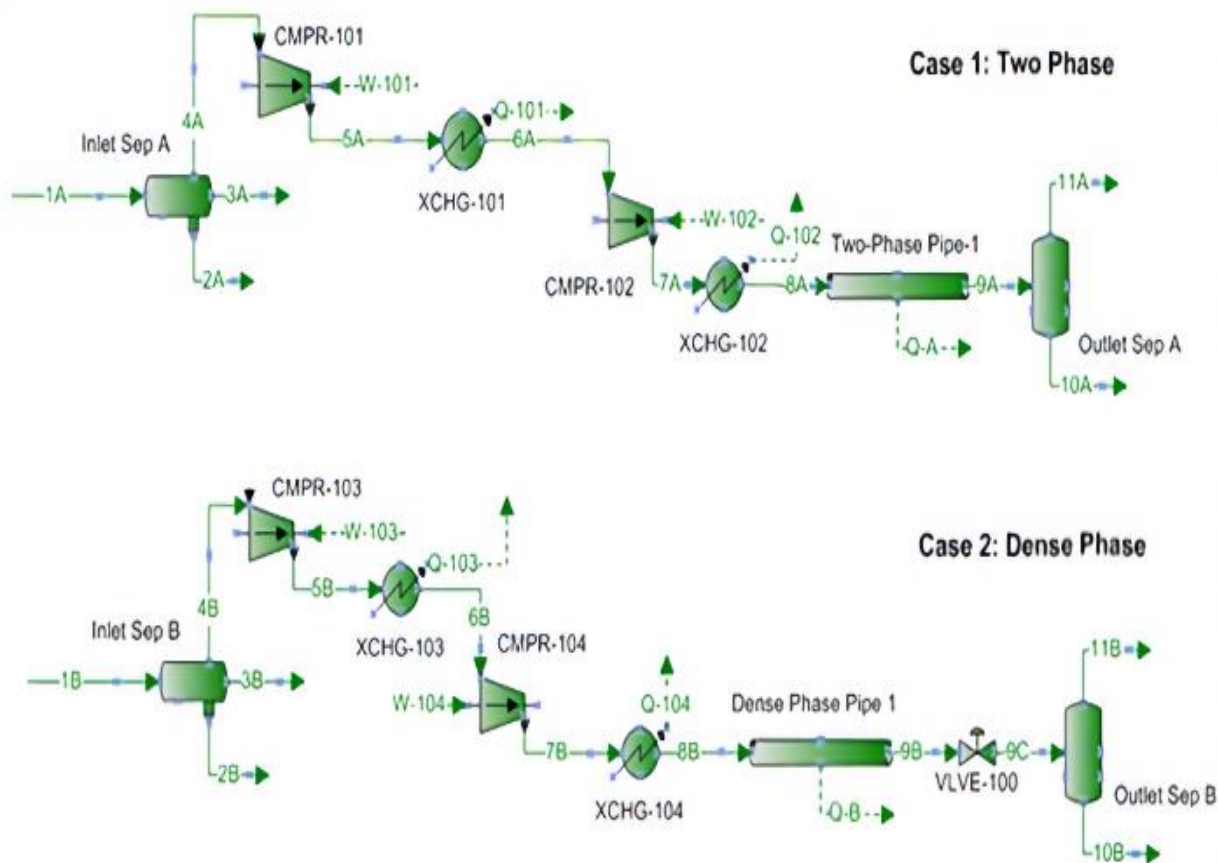 CMPR-101
Case 1: Two Phase
W-101
4A
Q-101
5A
6A
Inlet Sep A
XCHG-101
11A
1A
3A
W-102
Q-102
Two-Phase Pipe-1
2A
CMPR-102
7A
8A
9A
XCHG-102
Q-A
Outlet Sep A
10A
CMPR-103
W-103
Case 2: Dense Phase
Q-103
5B
4B
6B
Inlet Sep B
XCHG-103
CMPR-104
11B
1B
3B
W-104
Q-104
Dense Phase Pipe 1
2B
7B
8B
9B
9C
VLVE-100
XCHG-104
Q-B
Outlet Sep B
10B